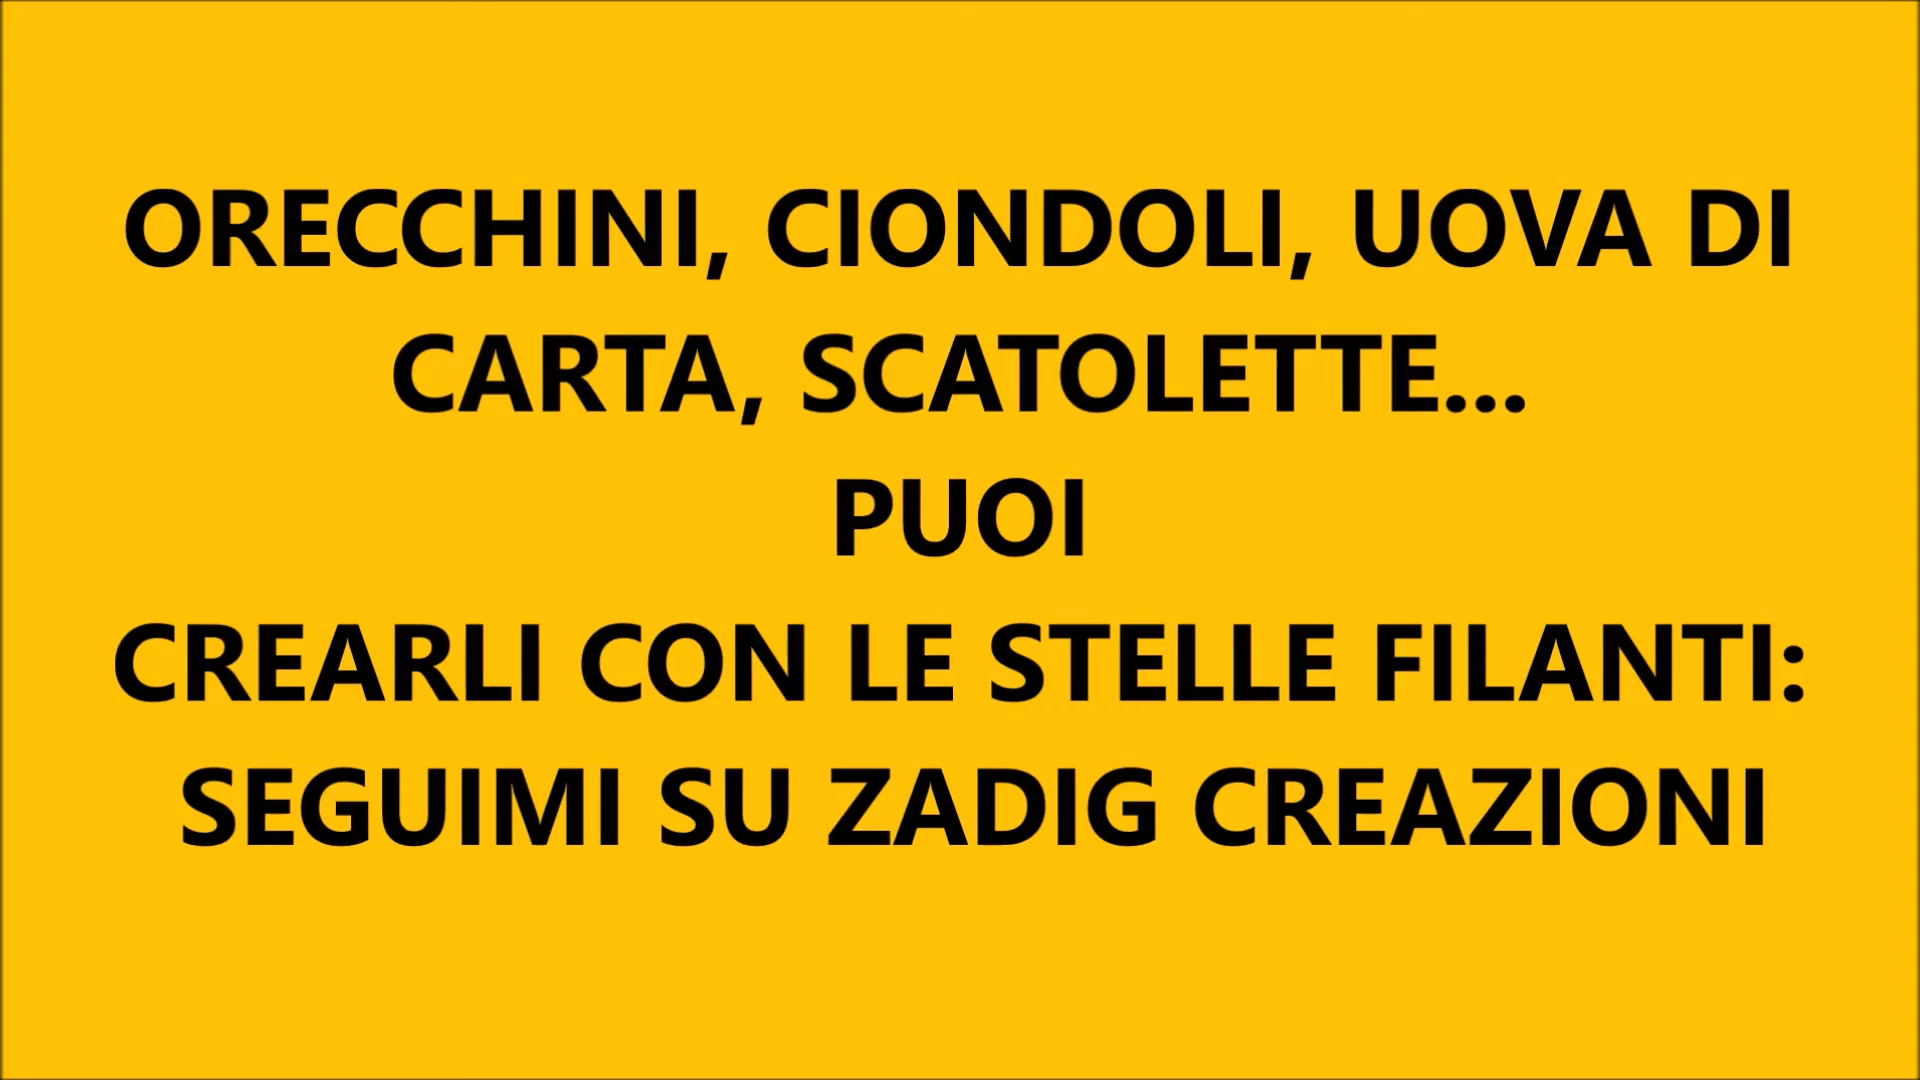 ORECCHINI, CIONDOLI, UOVA DI
CARTA, SCATOLETTE...
PUOI
CREARLI CON LE STELLE FILANTI:
SEGUIMI SU ZADIG CREAZIONI